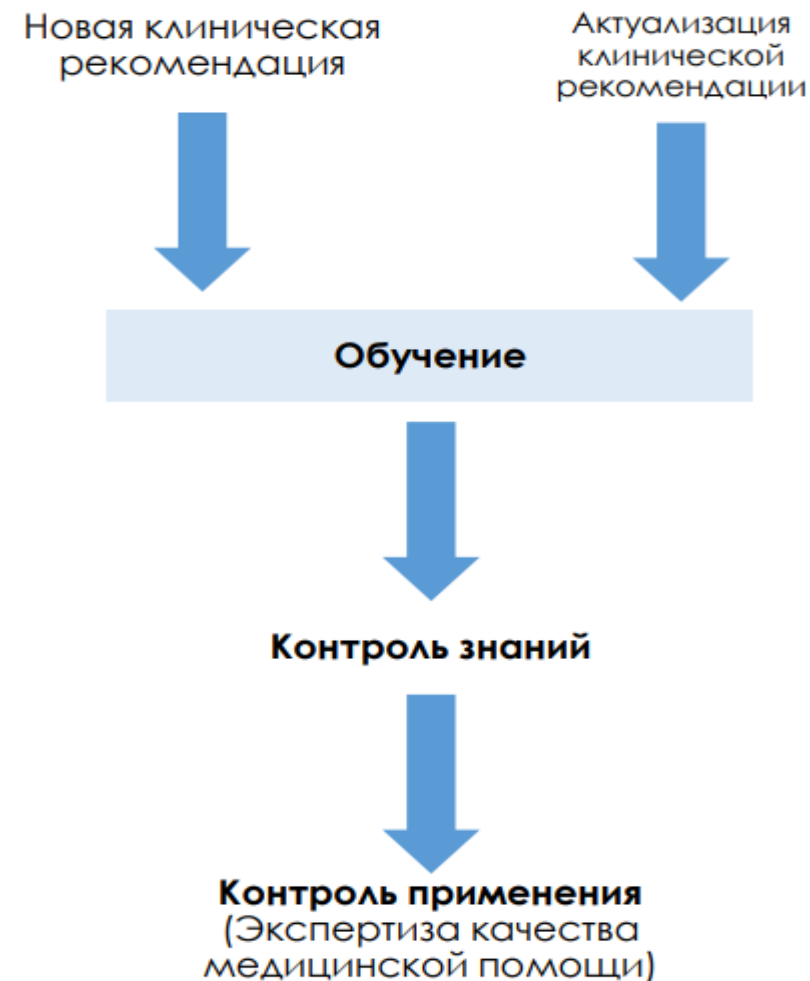 Новая клиническая
рекомендация
Актуализация
клинической
рекомендации
Обучение
Контроль знаний
Контроль применения
(Экспертиза качества
медицинской помощи)